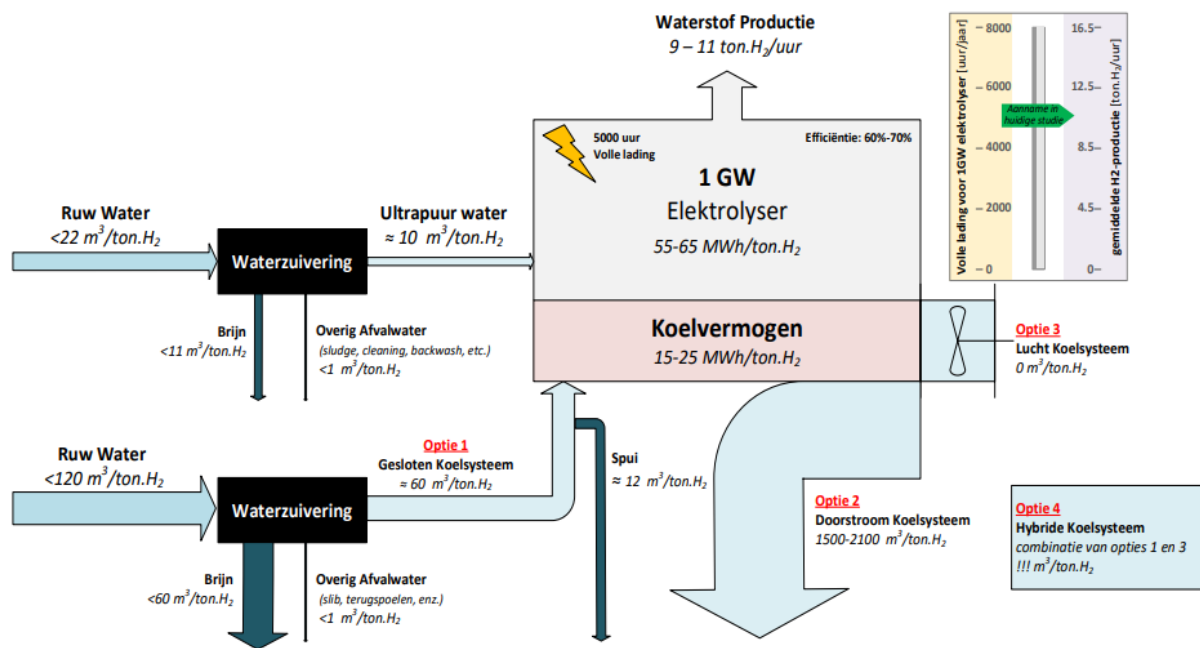 Waterstof Productie
9 – 11 ton.H₂/uur
Volle lading voor 1GW elektrolyser [uur/jaar]
8000
6000
4000
2000
0
Aanname in
huidige studie
16.5
12.5
8.5
4.5
0
gemiddelde H2-productie [ton.H₂/uur]
5000 uur
Volle lading
Efficiëntie: 60%-70%
1 GW
Elektrolyser
55-65 MWh/ton.H₂
Ruw Water
<22 m³/ton.H₂
Waterzuivering
Ultrapuur water
≈ 10 m³/ton.H₂
Brijn
<11 m³/ton.H₂
Overig Afvalwater
(sludge, cleaning, backwash, etc.)
<1 m³/ton.H₂
Koelvermogen
15-25 MWh/ton.H₂
Optie 3
Lucht Koelsysteem
0 m³/ton.H₂
Ruw Water
<120 m³/ton.H₂
Waterzuivering
Optie 1
Gesloten Koelsysteem
≈ 60 m³/ton.H₂
Spui
≈ 12 m³/ton.H₂
Brijn
<60 m³/ton.H₂
Overig Afvalwater
(slib, terugspoelen, enz.)
<1 m³/ton.H₂
Optie 2
Doorstroom Koelsysteem
1500-2100 m³/ton.H₂
Optie 4
Hybride Koelsysteem
combinatie van opties 1 en 3
!!! m³/ton.H₂